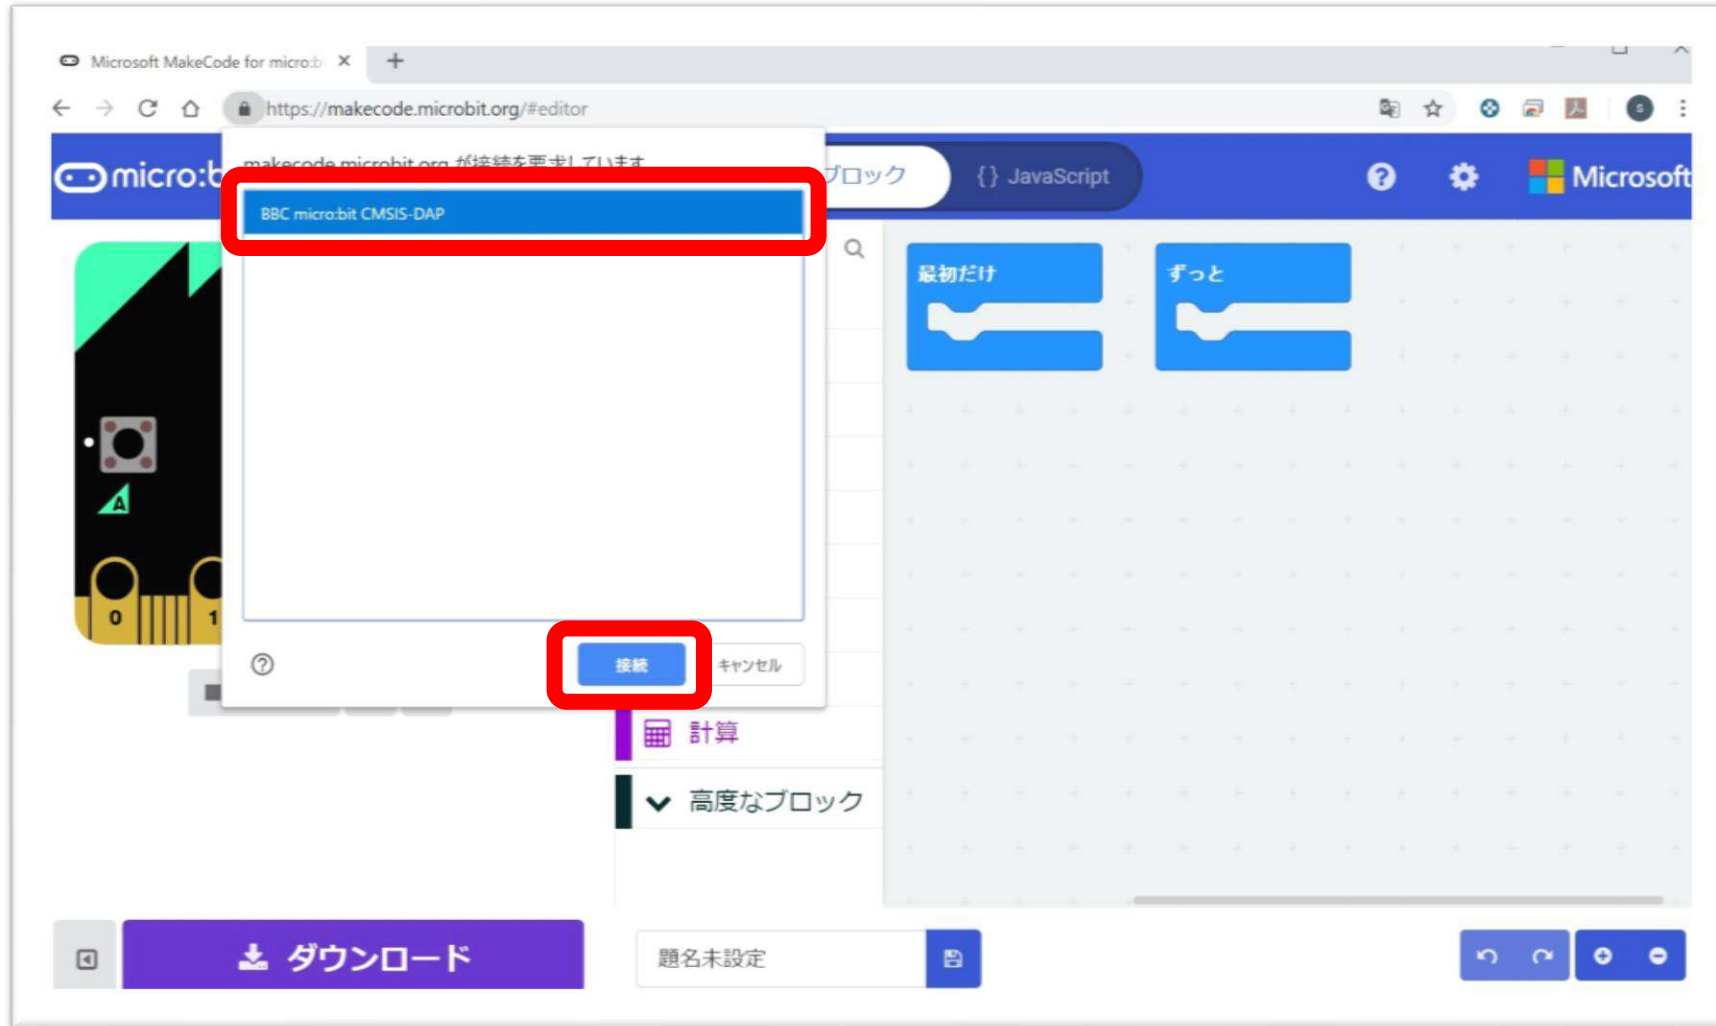 Microsoft MakeCode for micro:b
https://makecode.microbit.org/#editor
makecode.microbit.org が接続を要求しています
micro:b
ブロック
{} JavaScript
Microsoft
BBC micro:bit CMSIS-DAP
最初だけ
ずっと
A
0
1
接続
キャンセル
計算
高度なブロック
ダウンロード
題名未設定